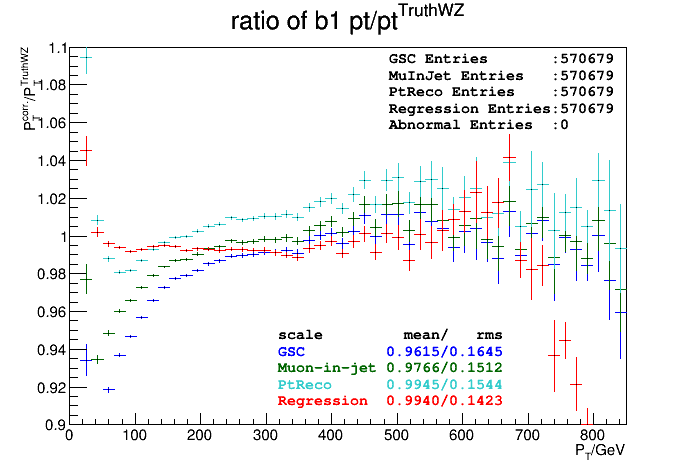 ratio of b1 pt/pt^TruthWZ
P_T^corr./P_T^TruthWZ
GSC Entries :570679
MuInJet Entries :570679
PtReco Entries :570679
Regression Entries:570679
Abnormal Entries :0
1.1
1.08
1.06
1.04
1.02
1
0.98
0.96
0.94
0.92
0.9
scale mean/ rms
GSC 0.9615/0.1645
Muon-in-jet 0.9766/0.1512
PtReco 0.9945/0.1544
Regression 0.9940/0.1423
0 100 200 300 400 500 600 700 800
P_T/GeV